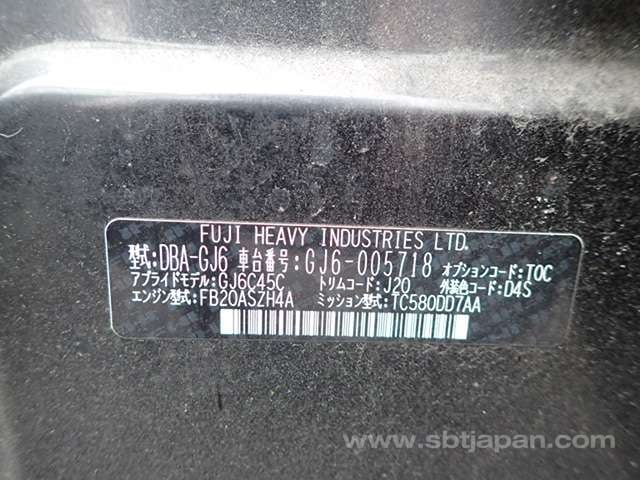 FUJI HEAVY INDUSTRIES LTD.
型式:DBA-GJ6 車台番号:GJ6-005718 オプションコード:TOC
アプライドモデル:GJ6C45C トリムコード:J20 外装色コード:D4S
エンジン型式:FB20ASZH4A ミッション型式:TC580DD7AA
www.sbtjapan.com